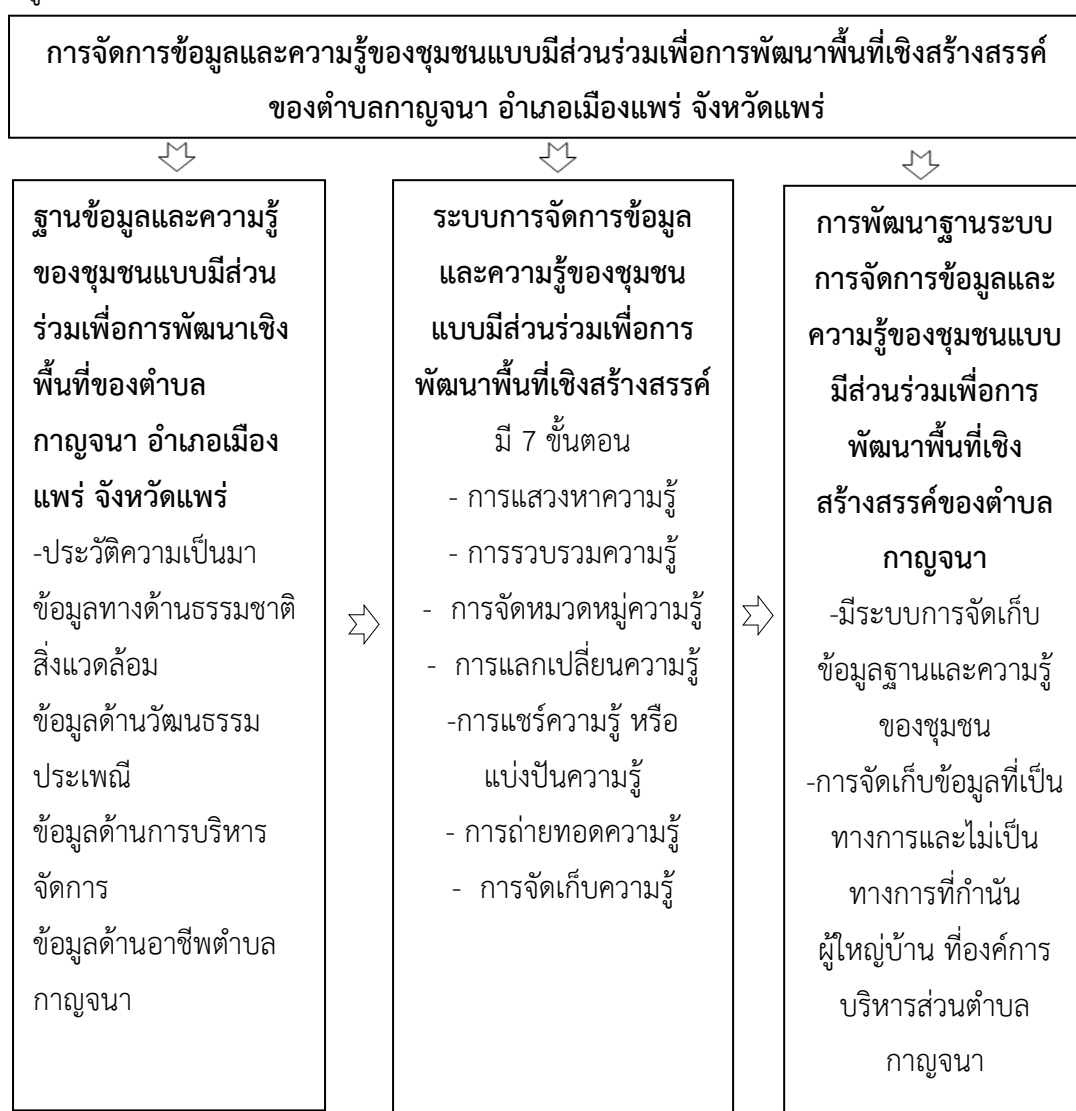 การจัดการข้อมูลและความรู้ของชุมชนแบบมีส่วนร่วมเพื่อการพัฒนาพื้นที่เชิงสร้างสรรค์
ของตำบลกาญจนา อำเภอเมืองแพร่ จังหวัดแพร่
ฐานข้อมูลและความรู้
ของชุมชนแบบมีส่วน
ร่วมเพื่อการพัฒนาเชิง
พื้นที่ของตำบล
กาญจนา อำเภอเมือง
แพร่ จังหวัดแพร่
-ประวัติความเป็นมา
ข้อมูลทางด้านธรรมชาติ
สิ่งแวดล้อม
ข้อมูลด้านวัฒนธรรม
ประเพณี
ข้อมูลด้านการบริหาร
จัดการ
ข้อมูลด้านอาชีพตำบล
กาญจนา
ระบบการจัดการข้อมูล
และความรู้ของชุมชน
แบบมีส่วนร่วมเพื่อการ
พัฒนาพื้นที่เชิงสร้างสรรค์
มี 7 ขั้นตอน
- การแสวงหาความรู้
- การรวบรวมความรู้
- การจัดหมวดหมู่ความรู้
- การแลกเปลี่ยนความรู้
-การแชร์ความรู้ หรือ
แบ่งปันความรู้
- การถ่ายทอดความรู้
- การจัดเก็บความรู้
การพัฒนาฐานระบบ
การจัดการข้อมูลและ
ความรู้ของชุมชนแบบ
มีส่วนร่วมเพื่อการ
พัฒนาพื้นที่เชิง
สร้างสรรค์ของตำบล
กาญจนา
-มีระบบการจัดเก็บ
ข้อมูลฐานและความรู้
ของชุมชน
-การจัดเก็บข้อมูลที่เป็น
ทางการและไม่เป็น
ทางการที่กำนัน
ผู้ใหญ่บ้าน ที่องค์การ
บริหารส่วนตำบล
กาญจนา